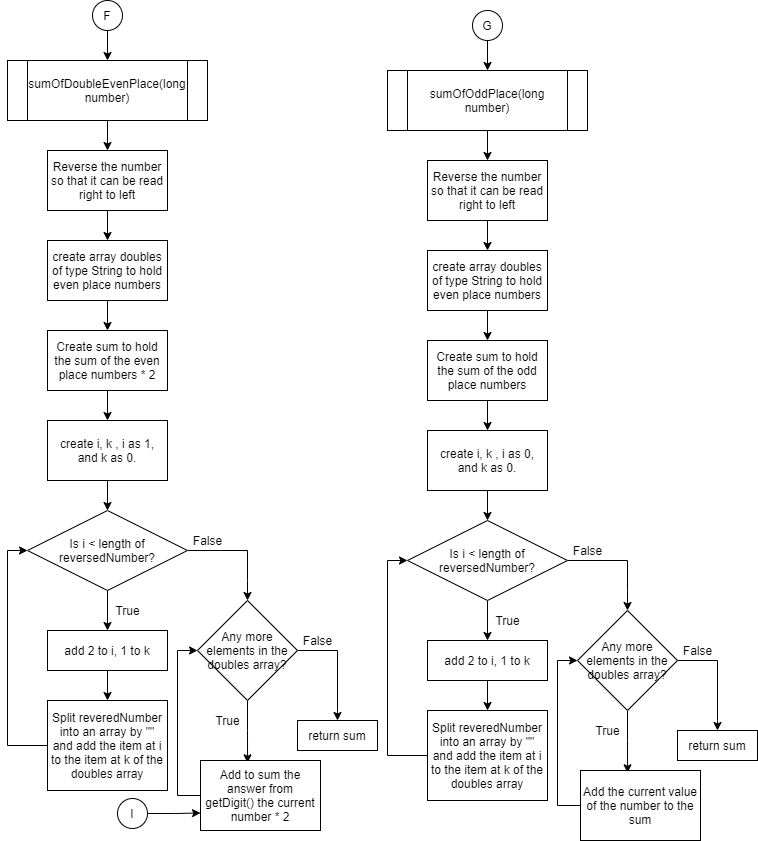 F
sumOfDoubleEvenPlace(long
number)
Reverse the number
so that it can be read
right to left
create array doubles
of type String to hold
even place numbers
Create sum to hold
the sum of the even
place numbers * 2
create i, k , i as 1,
and k as 0.
Is i < length of
reversedNumber?
False
True
add 2 to i, 1 to k
Split reveredNumber
into an array by ""
and add the item at i
to the item at k of the
doubles array
Any more
elements in the
doubles array?
False
True
return sum
Add to sum the
answer from
getDigit() the current
number * 2
I
G
sumOfOddPlace(long
number)
Reverse the number
so that it can be read
right to left
create array doubles
of type String to hold
even place numbers
Create sum to hold
the sum of the odd
place numbers
create i, k , i as 0,
and k as 0.
Is i < length of
reversedNumber?
False
True
add 2 to i, 1 to k
Split reveredNumber
into an array by ""
and add the item at i
to the item at k of the
doubles array
Any more
elements in the
doubles array?
False
True
return sum
Add the current value
of the number to the
sum